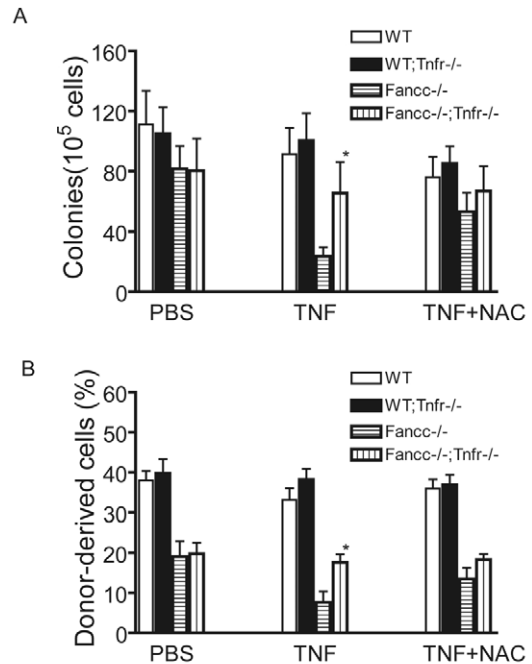 A
Colonies(10⁵ cells)
160
120
80
40
0
WT
WT;Tnfr-/-
Fancc-/-
Fancc-/-;Tnfr-/-
*
PBS TNF TNF+NAC
B
Donor-derived cells (%)
60
50
40
30
20
10
0
WT
WT;Tnfr-/-
Fancc-/-
Fancc-/-;Tnfr-/-
*
PBS TNF TNF+NAC